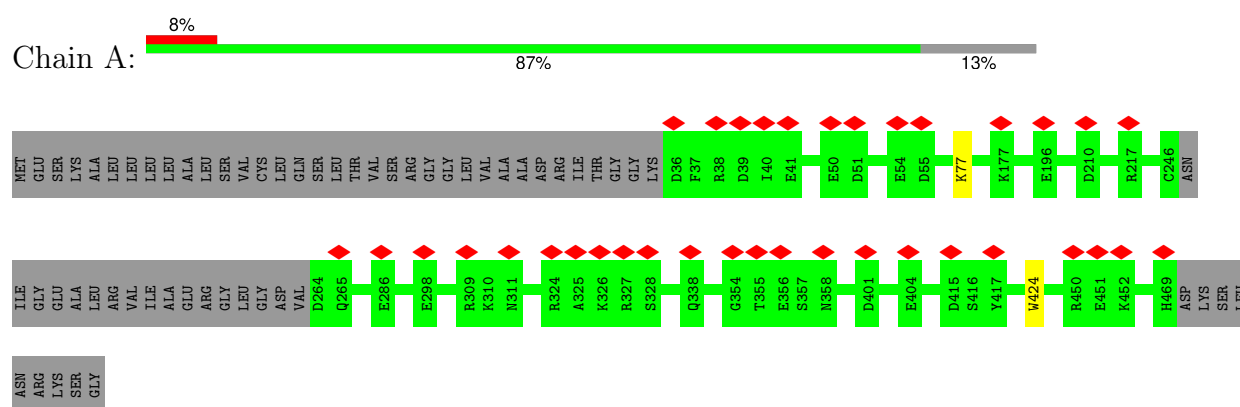 8%
Chain A:
87%
13%
MET GLU SER LYS ALA LEU LEU LEU LEU ALA LEU SER VAL CYS LEU GLN SER LEU THR VAL SER ARG GLY GLY LEU VAL ALA ALA ASP ARG ILE THR GLY GLY LYS D36 F37 R38 D39 I40 E41 E50 D51 E54 D55 K77 K177 E196 D210 R217 C246 ASN
ILE GLY GLU ALA LEU ARG VAL ILE ALA GLU ARG GLY LEU GLY ASP VAL D264 Q265 E286 E298 R309 K310 N311 R324 A325 K326 R327 S328 Q338 G354 T355 E356 S357 N358 D401 E404 D415 S416 Y417 W424 R450 E451 K452 H469 ASP LYS SER LEU
ASN ARG LYS SER GLY